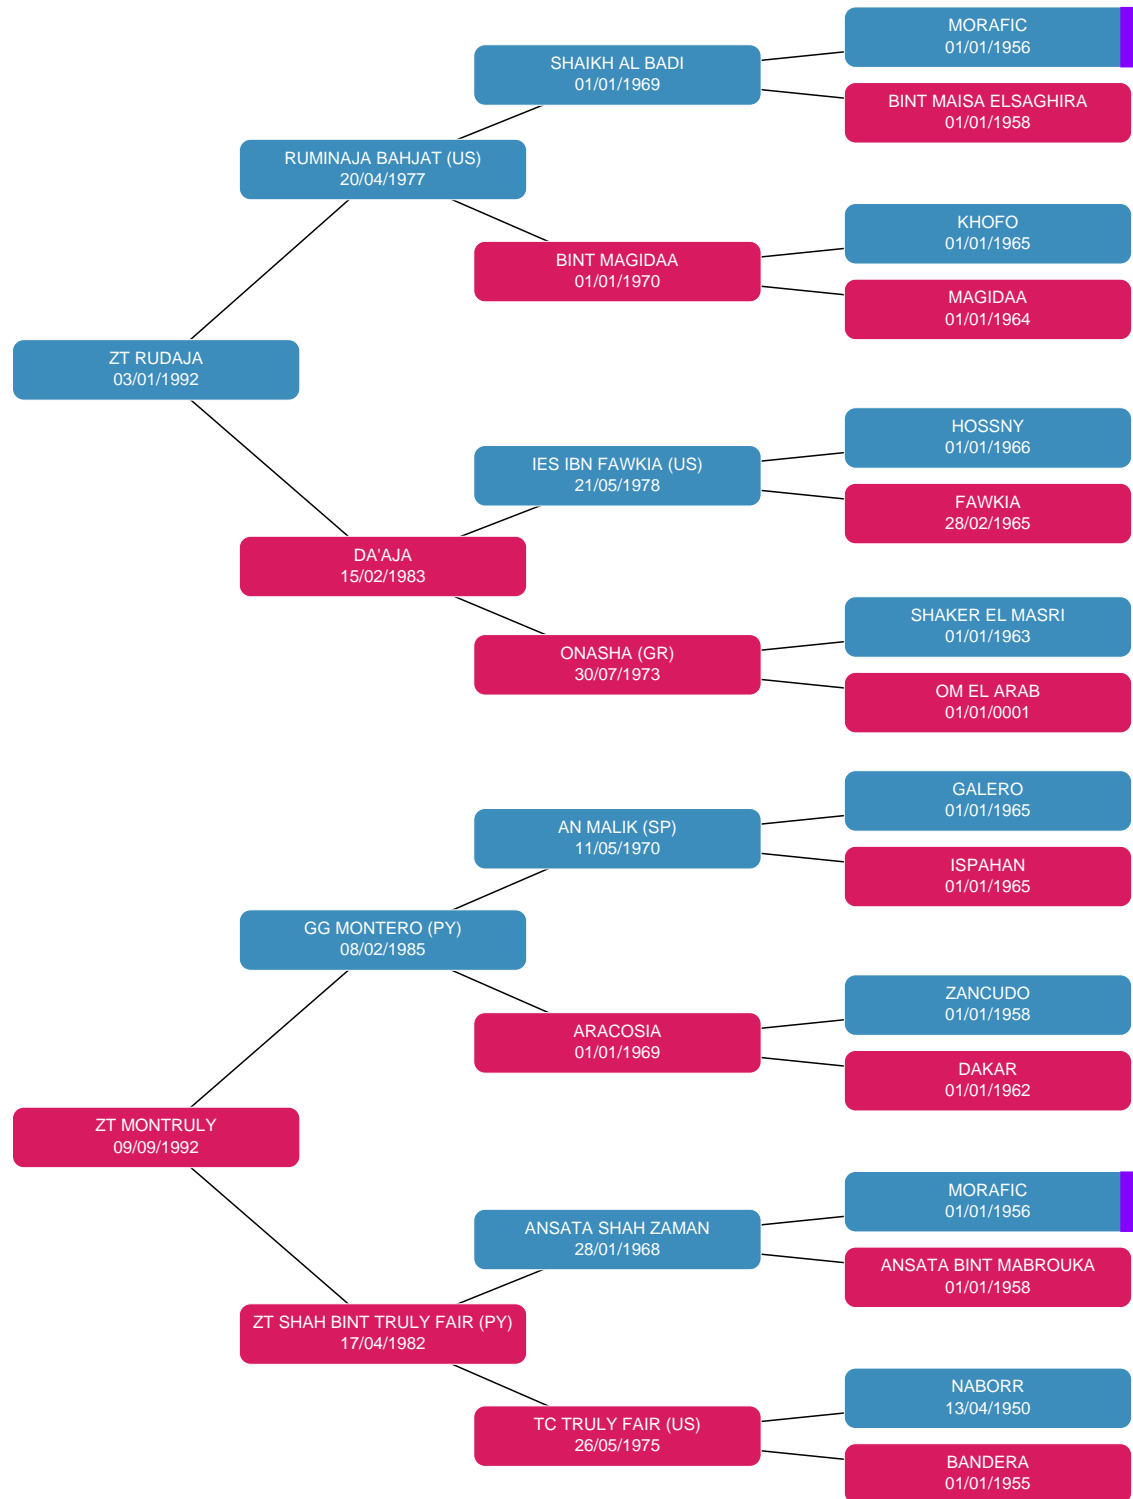 MORAFIC
01/01/1956
SHAIKH AL BADI
01/01/1969
BINT MAISA ELSAGHIRA
01/01/1958
RUMINAJA BAHJAT (US)
20/04/1977
KHOFO
01/01/1965
BINT MAGIDAA
01/01/1970
MAGIDAA
01/01/1964
ZT RUDAJA
03/01/1992
HOSSNY
01/01/1966
IES IBN FAWKIA (US)
21/05/1978
FAWKIA
28/02/1965
DA'AJA
15/02/1983
SHAKER EL MASRI
01/01/1963
ONASHA (GR)
30/07/1973
OM EL ARAB
01/01/0001
GALERO
01/01/1965
AN MALIK (SP)
11/05/1970
ISPAHAN
01/01/1965
GG MONTERO (PY)
08/02/1985
ZANCUDO
01/01/1958
ARACOSIA
01/01/1969
DAKAR
01/01/1962
ZT MONTRULY
09/09/1992
MORAFIC
01/01/1956
ANSATA SHAH ZAMAN
28/01/1968
ANSATA BINT MABROUKA
01/01/1958
ZT SHAH BINT TRULY FAIR (PY)
17/04/1982
NABORR
13/04/1950
TC TRULY FAIR (US)
26/05/1975
BANDERA
01/01/1955